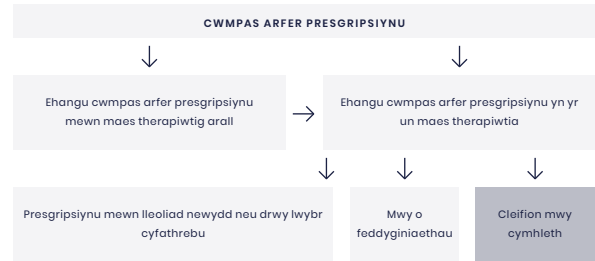 CWMPAS ARFER PRESGRIPSIYNU
Ehangu cwmpas arfer presgripsiynu
mewn maes therapiwtig arall
Ehangu cwmpas arfer presgripsiynu yn yr
un maes therapiwtia
Presgripsiynu mewn lleoliad newydd neu drwy lwybr
cyfathrebu
Mwy o
feddyginiaethau
Cleifion mwy
cymhleth